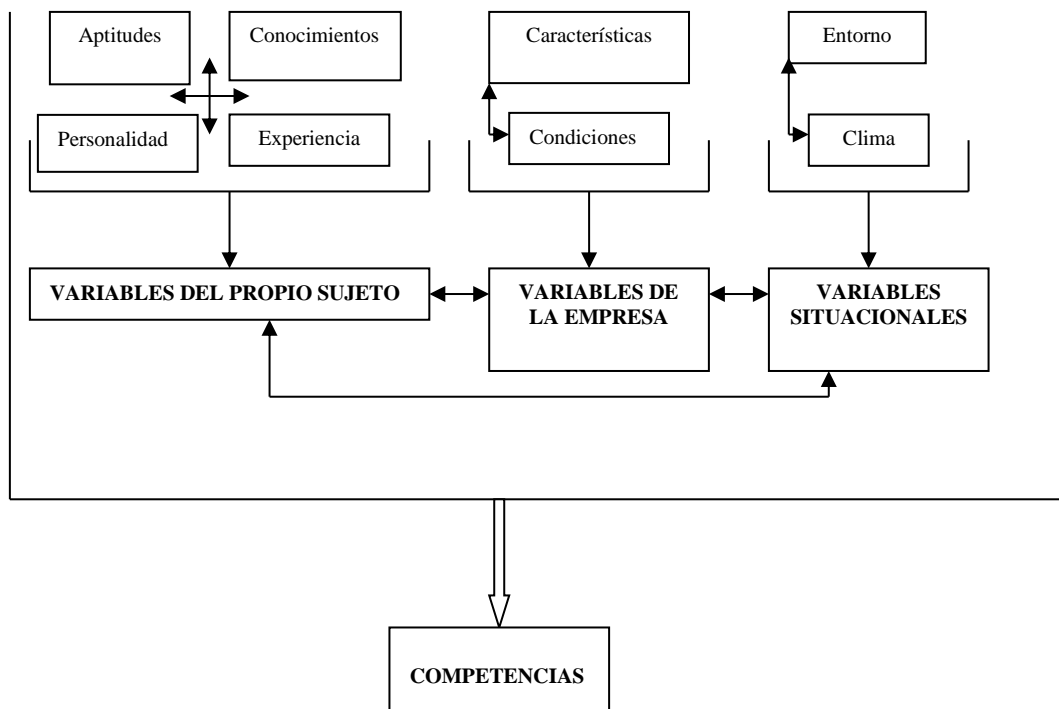 Aptitudes
Conocimientos
Características
Entorno
Personalidad
Experiencia
Condiciones
Clima
VARIABLES DEL PROPIO SUJETO
VARIABLES DE
LA EMPRESA
VARIABLES
SITUACIONALES
COMPETENCIAS